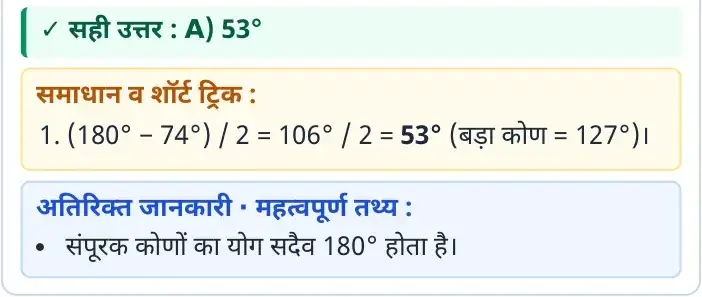 ✓ सही उत्तर : A) 53°
समाधान व शॉर्ट ट्रिक :
1. (180° − 74°) / 2 = 106° / 2 = 53° (बड़ा कोण = 127°)।
अतिरिक्त जानकारी · महत्वपूर्ण तथ्य :
• संपूरक कोणों का योग सदैव 180° होता है।